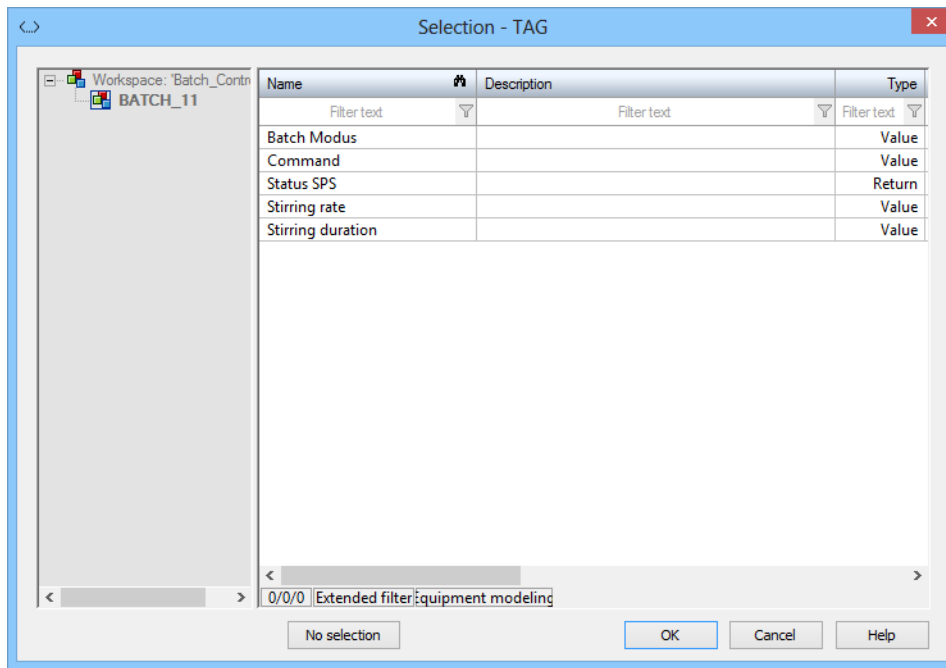 Selection - TAG
Workspace: 'Batch_Contr
BATCH_11
Name Description Type
Filter text Filter text Filter text
Batch Modus Value
Command Value
Status SPS Return
Stirring rate Value
Stirring duration Value
0/0/0 Extended filter Equipment modeling
No selection OK Cancel Help